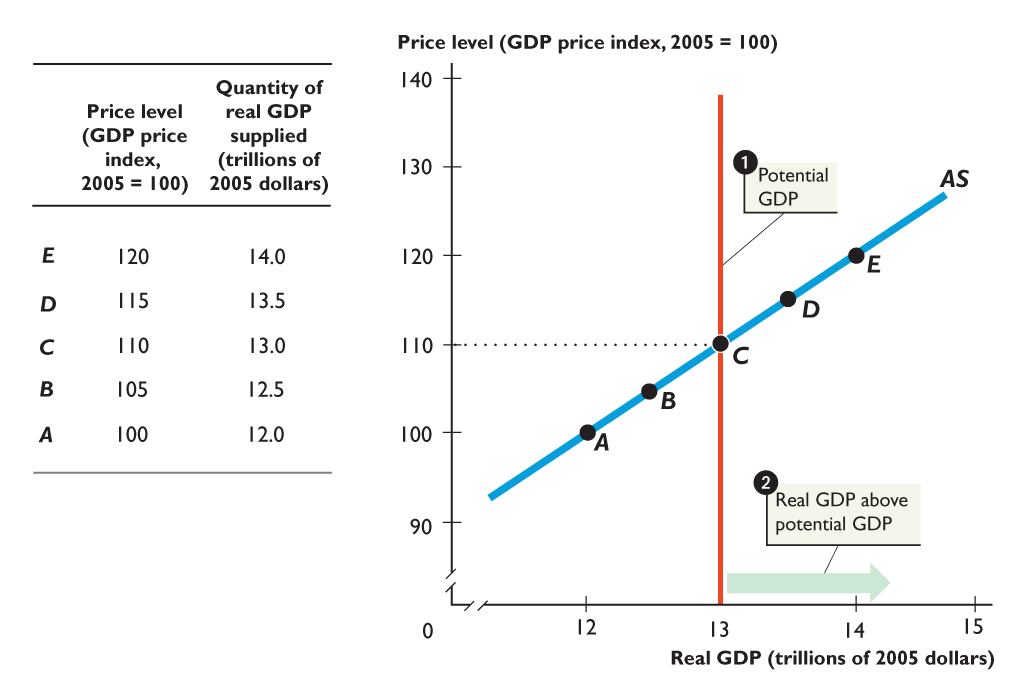 Price level
(GDP price
index,
2005 = 100)
Quantity of
real GDP
supplied
(trillions of
2005 dollars)
E 120 14.0
D 115 13.5
C 110 13.0
B 105 12.5
A 100 12.0
Price level (GDP price index, 2005 = 100)
140
130
120
110
100
90
0
1
Potential
GDP
AS
E
D
C
B
A
2
Real GDP above
potential GDP
12 13 14 15
Real GDP (trillions of 2005 dollars)